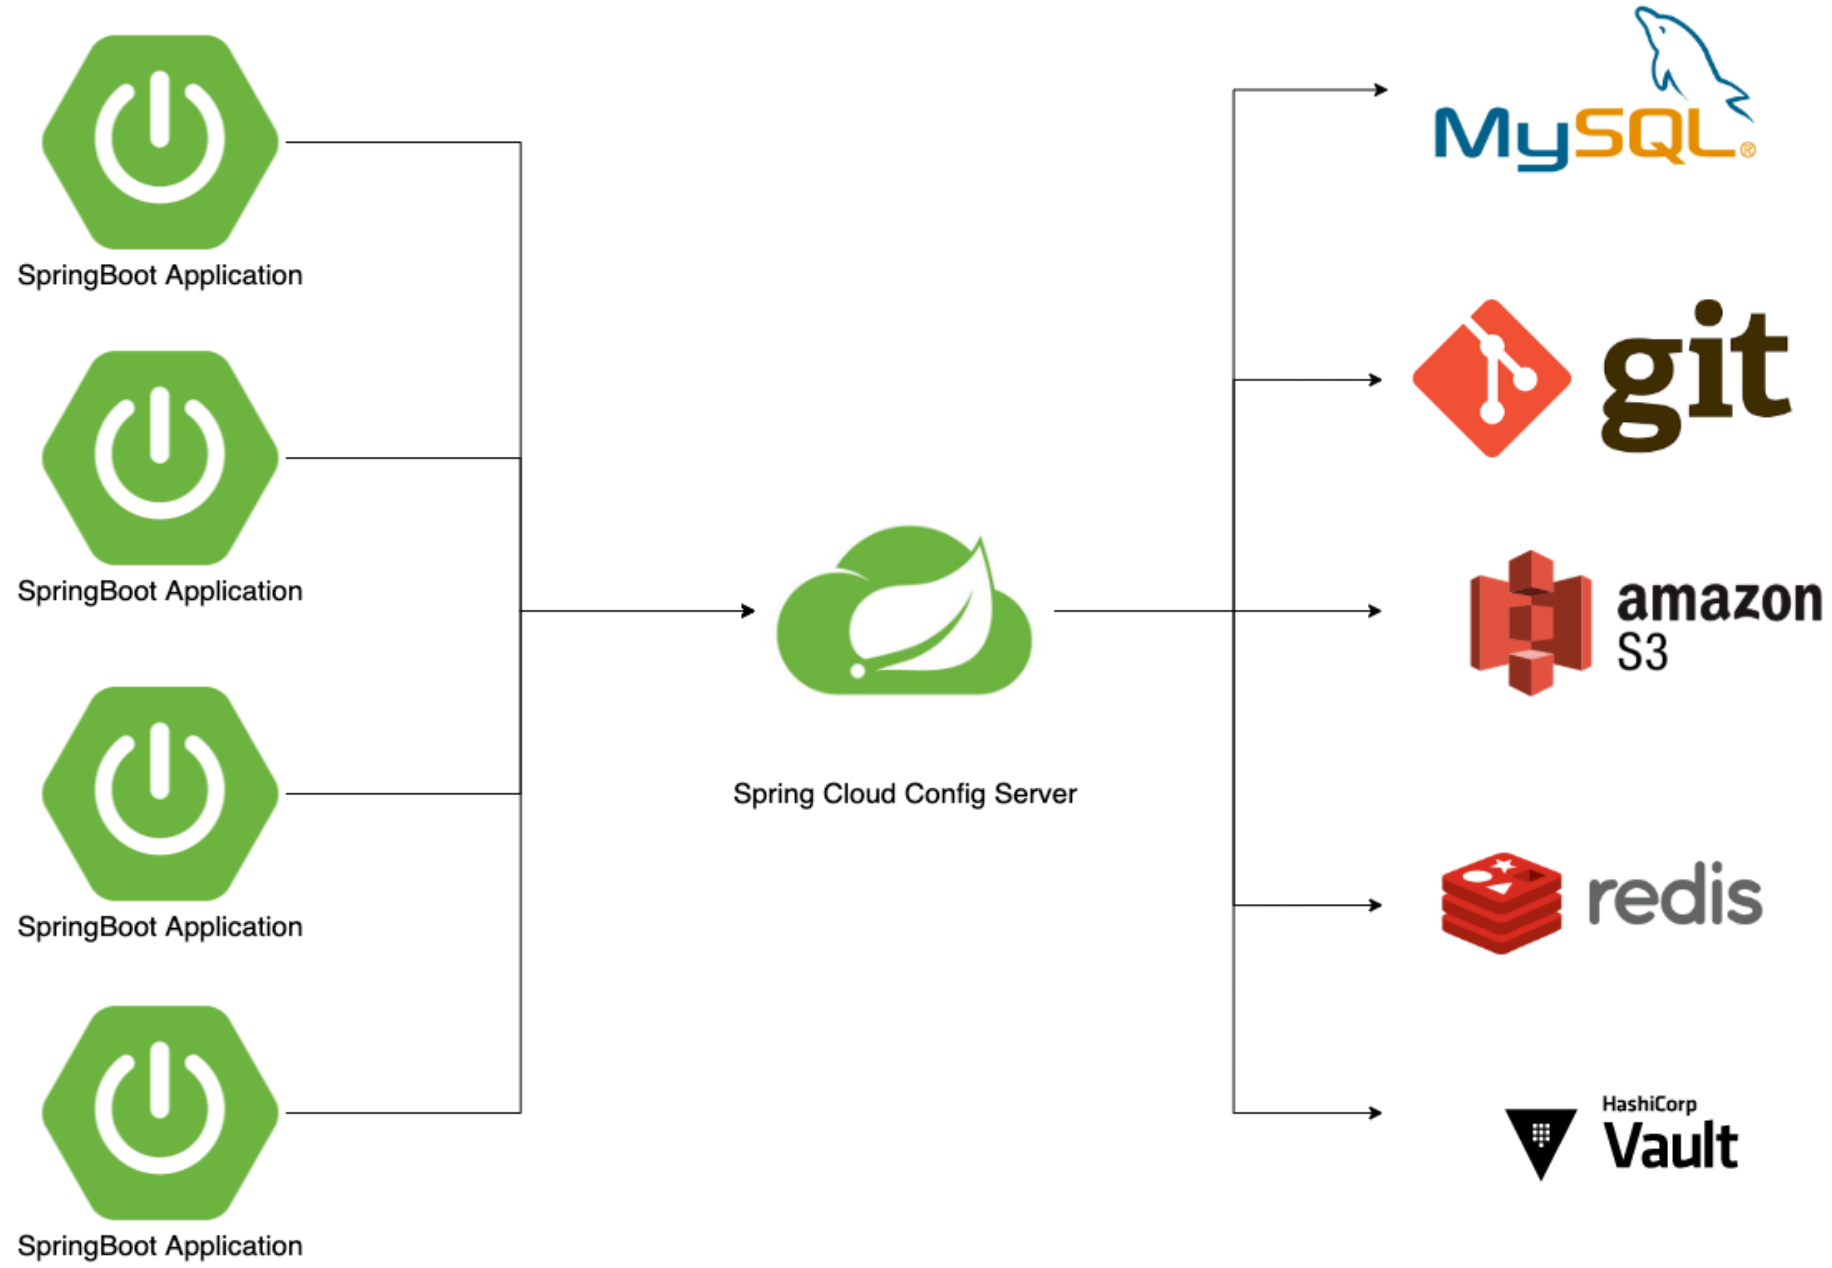 SpringBoot Application
SpringBoot Application
SpringBoot Application
SpringBoot Application
Spring Cloud Config Server
MySQL®
git
amazon
S3
redis
HashiCorp
Vault